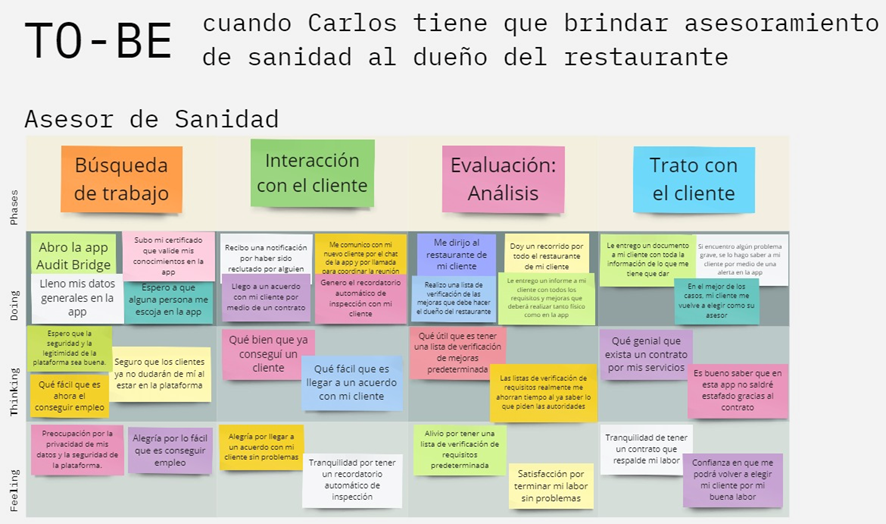 TO-BE
cuando Carlos tiene que brindar asesoramiento
de sanidad al dueño del restaurante
Asesor de Sanidad
Phases
Búsqueda
de trabajo
Interacción
con el cliente
Evaluación:
Análisis
Trato con
el cliente
Doing
Abro la app
Audit Bridge
Subo mi certificado
que valide mis
conocimientos en la
app
Lleno mis datos
generales en la
app
Espero a que
alguna persona me
escoja en la app
Recibo una notificación
por haber sido
reclutado por alguien
Me comunico con mi
nuevo cliente por el chat
de la app y por llamada
para coordinar la reunión
Llego a un acuerdo
con mi cliente por
medio de un contrato
Genero el recordatorio
automático de
inspección con mi
cliente
Me dirijo al
restaurante de
mi cliente
Doy un recorrido por
todo el restaurante
de mi cliente
Realizo una lista de
verificación de las
mejoras que debe hacer
el dueño del restaurante
Le entrego un informe a mi
cliente con todos los
requisitos y mejoras que
deberá realizar tanto físico
como en la app
Le entrego un documento
a mi cliente con toda la
información de lo que me
tiene que dar
Si encuentro algún problema
grave, se lo hago saber a mi
cliente por medio de una
alerta en la app
En el mejor de los
casos, mi cliente me
vuelve a elegir como su
asesor
Thinking
Espero que la
seguridad y la
legitimidad de la
plataforma sea buena.
Seguro que los clientes
ya no dudarán de mí al
estar en la plataforma
Qué fácil que es
ahora el
conseguir empleo
Qué bien que ya
conseguí un
cliente
Qué fácil que es
llegar a un acuerdo
con mi cliente
Qué útil que es tener
una lista de verificación
de mejoras
predeterminada
Las listas de verificación de
requisitos realmente me
ahorran tiempo al ya saber lo
que piden las autoridades
Qué genial que
exista un contrato
por mis servicios
Es bueno saber que en
esta app no saldré
estafado gracias al
contrato
Feeling
Preocupación por la
privacidad de mis
datos y la seguridad de
la plataforma.
Alegría por lo fácil
que es conseguir
empleo
Alegría por llegar a
un acuerdo con mi
cliente sin problemas
Tranquilidad por tener
un recordatorio
automático de
inspección
Alivio por tener una
lista de verificación de
requisitos
predeterminada
Satisfacción por
terminar mi labor
sin problemas
Tranquilidad de tener
un contrato que
respalde mi labor
Confianza en que me
podrá volver a elegir
mi cliente por mi
buena labor